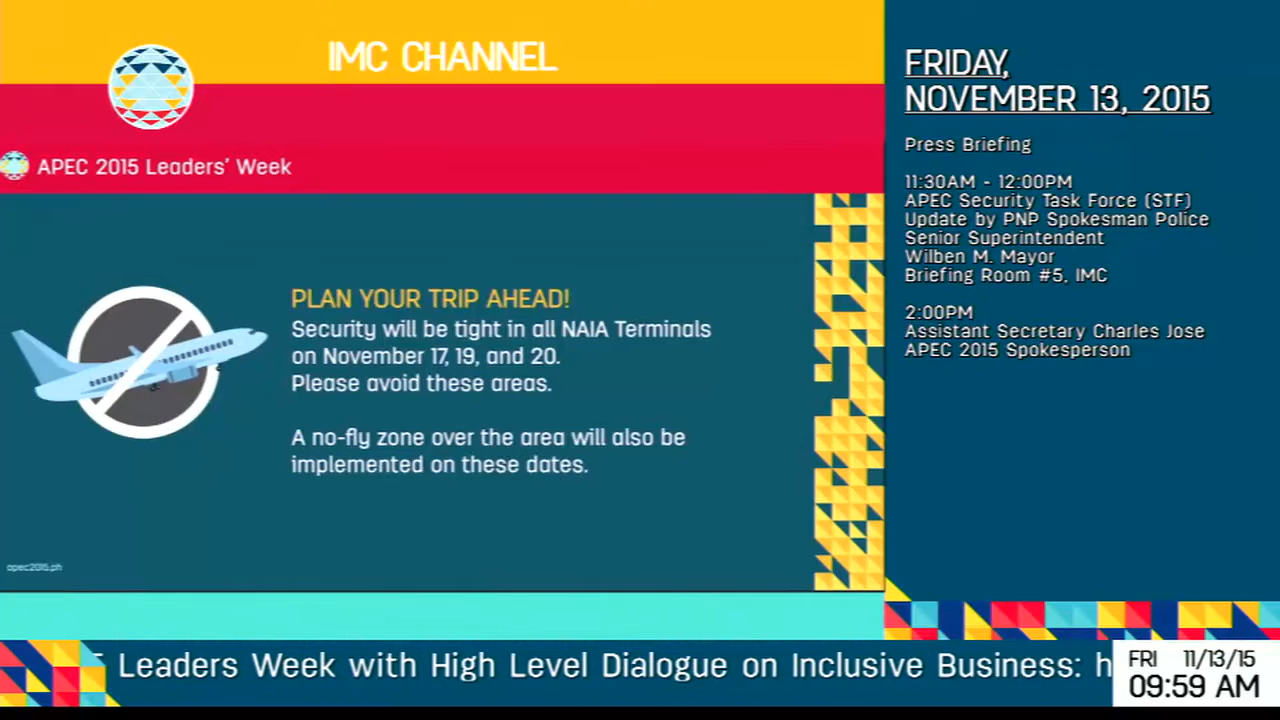 IMC CHANNEL
APEC 2015 Leaders' Week
PLAN YOUR TRIP AHEAD!
Security will be tight in all NAIA Terminals
on November 17, 19, and 20.
Please avoid these areas.
A no-fly zone over the area will also be
implemented on these dates.
apec2015.ph
FRIDAY,
NOVEMBER 13, 2015
Press Briefing
11:30AM - 12:00PM
APEC Security Task Force (STF)
Update by PNP Spokesman Police
Senior Superintendent
Wilben M. Mayor
Briefing Room #5, IMC
2:00PM
Assistant Secretary Charles Jose
APEC 2015 Spokesperson
Leaders Week with High Level Dialogue on Inclusive Business: h
FRI 11/13/15
09:59 AM